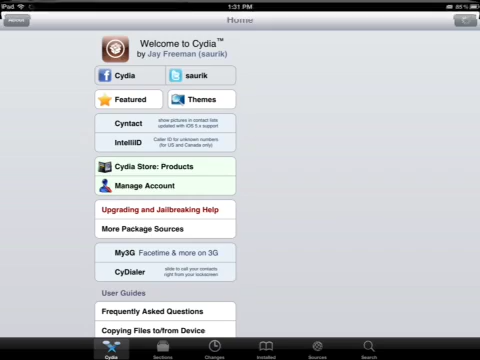 iPad
1:31 PM
85%
Home
Welcome to Cydia™
by Jay Freeman (saurik)
Cydia
saurik
Featured
Themes
Cyntact
show pictures in contact lists
updated with iOS 5.x support
IntelliID
Caller ID for unknown numbers
(for US and Canada only)
Cydia Store: Products
Manage Account
Upgrading and Jailbreaking Help
More Package Sources
My3G Facetime & more on 3G
CyDialer
slide to call your contacts
right from your lockscreen
User Guides
Frequently Asked Questions
Copying Files to/from Device
Cydia
Sections
Changes
Installed
Sources
Search